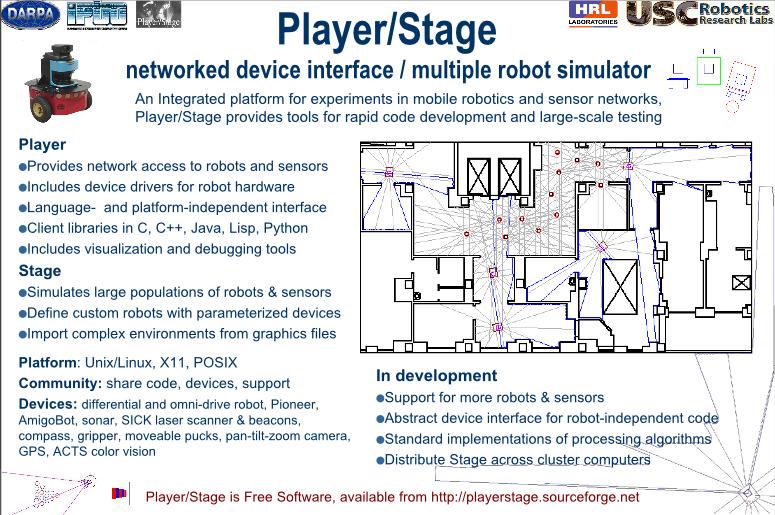 DARPA
Player/Stage
HRL
LABORATORIES
USC Robotics
Research Labs
Player/Stage
networked device interface / multiple robot simulator
An Integrated platform for experiments in mobile robotics and sensor networks,
Player/Stage provides tools for rapid code development and large-scale testing
Player
Provides network access to robots and sensors
Includes device drivers for robot hardware
Language- and platform-independent interface
Client libraries in C, C++, Java, Lisp, Python
Includes visualization and debugging tools
Stage
Simulates large populations of robots & sensors
Define custom robots with parameterized devices
Import complex environments from graphics files
Platform: Unix/Linux, X11, POSIX
Community: share code, devices, support
Devices: differential and omni-drive robot, Pioneer,
AmigoBot, sonar, SICK laser scanner & beacons,
compass, gripper, moveable pucks, pan-tilt-zoom camera,
GPS, ACTS color vision
In development
Support for more robots & sensors
Abstract device interface for robot-independent code
Standard implementations of processing algorithms
Distribute Stage across cluster computers
Player/Stage is Free Software, available from http://playerstage.sourceforge.net